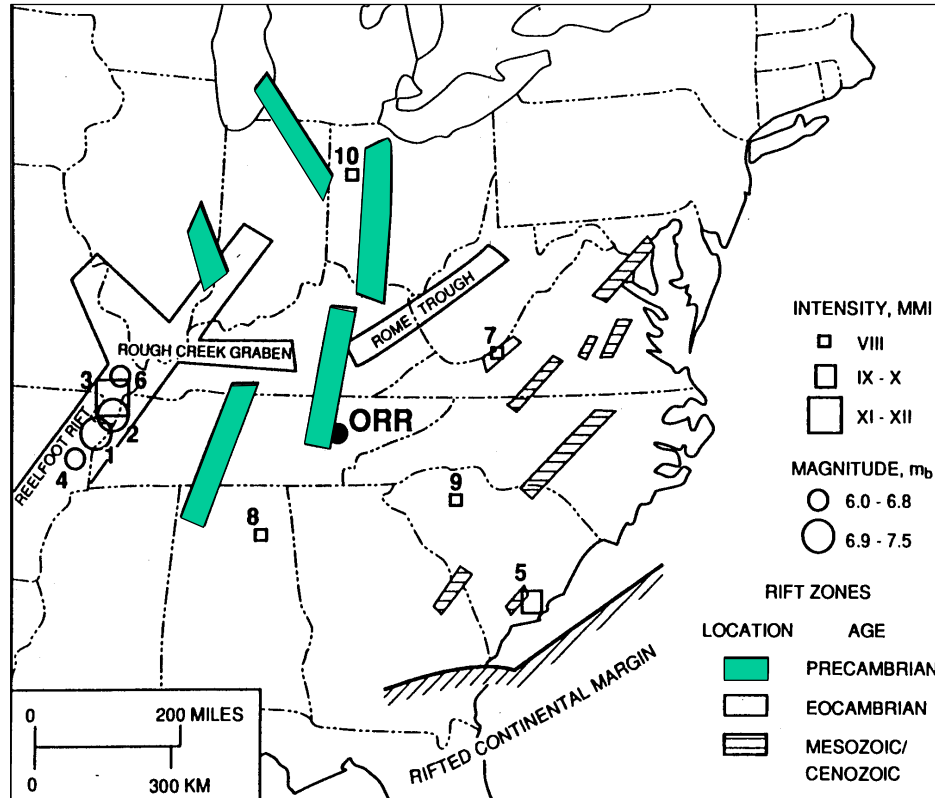 10
ROME TROUGH
7
ROUGH CREEK GRABEN
3
6
REELFOOT RIFT
2
1
4
ORR
9
8
5
RIFTED CONTINENTAL MARGIN
INTENSITY, MMI
VIII
IX - X
XI - XII
MAGNITUDE, mb
6.0 - 6.8
6.9 - 7.5
RIFT ZONES
LOCATION AGE
PRECAMBRIAN
EOCAMBRIAN
MESOZOIC/
CENOZOIC
0 200 MILES
0 300 KM